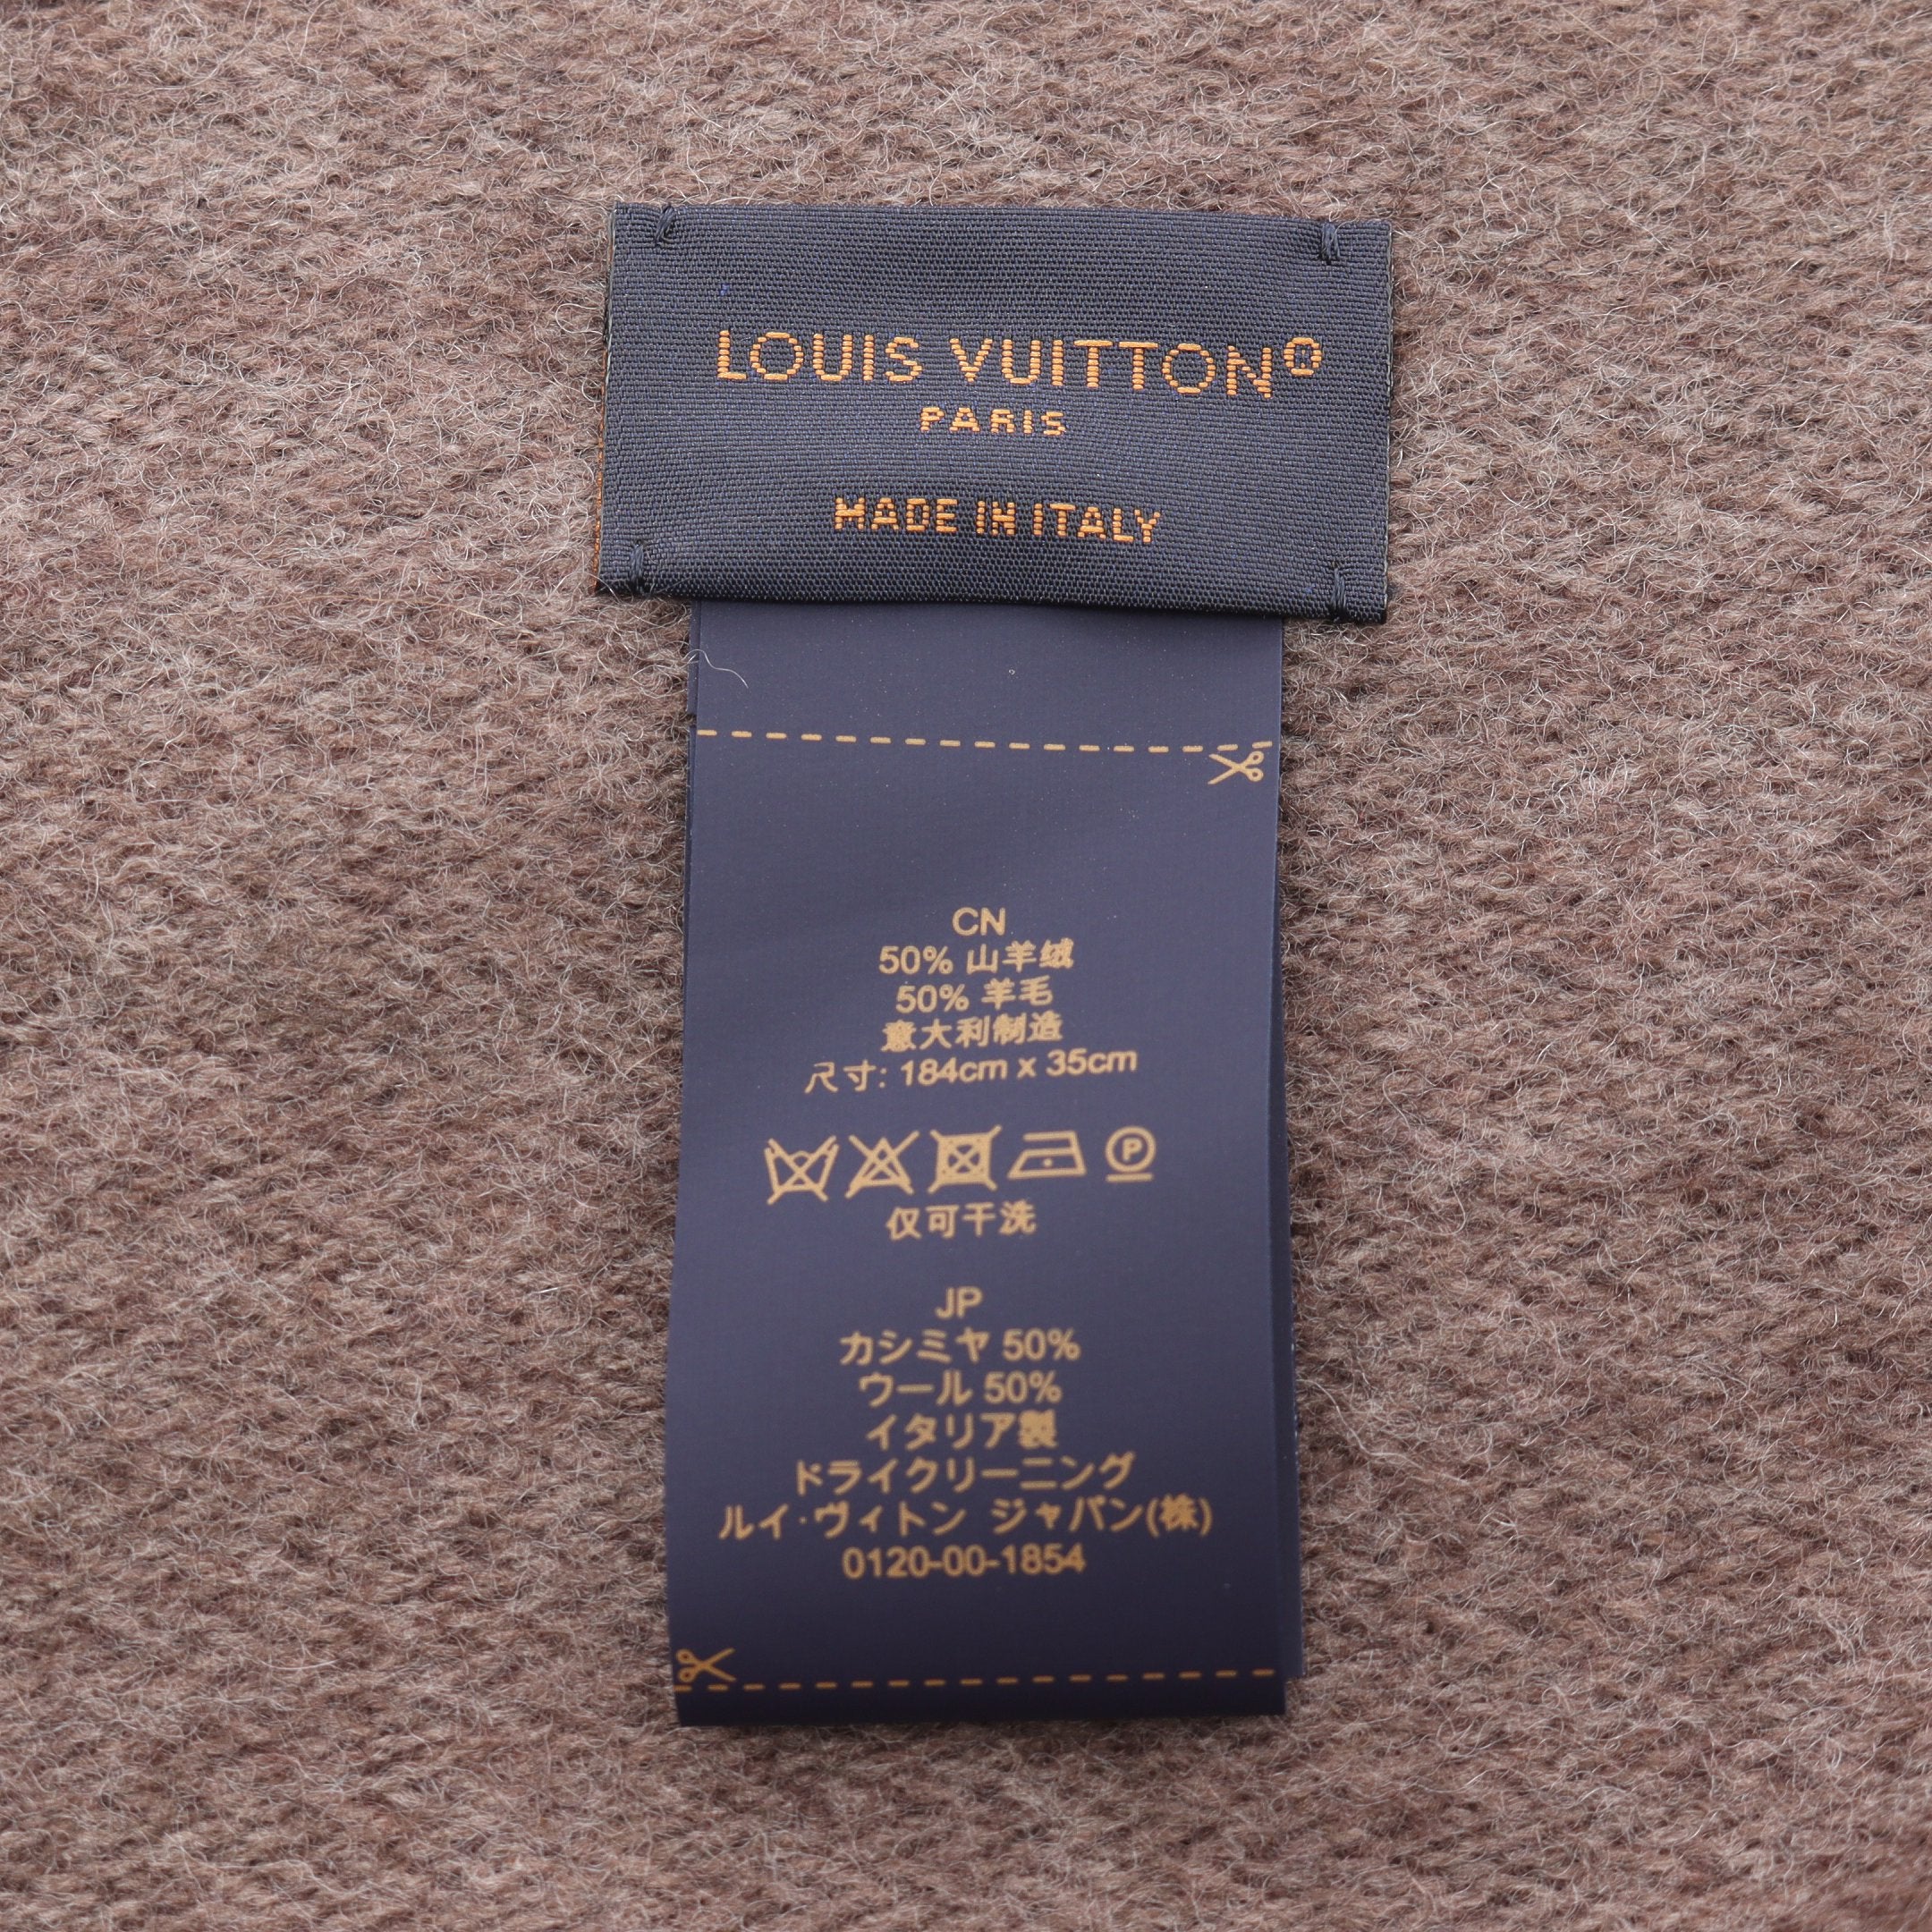 LOUIS VUITTON®
PARIS
MADE IN ITALY
CN
50% 山羊绒
50% 羊毛
意大利制造
尺寸: 184cm x 35cm
P
仅可干洗
JP
カシミヤ 50%
ウール 50%
イタリア製
ドライクリーニング
ルイ·ヴィトン ジャパン(株)
0120-00-1854